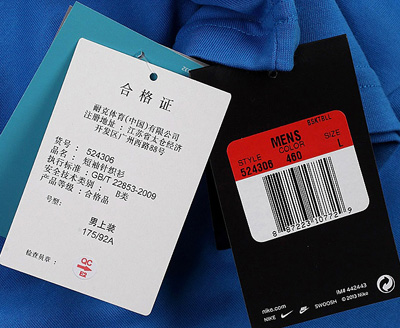 合格证
耐克体育(中国)有限公司
注册地址：江苏省太仓经济
开发区广州西路88号
货号： 524306
品名： 短袖针织衫
执行标准：GB/T 22853-2009
安全技术类别： B类
产品等级：合格品
号型：
男上装
175/92A
检查员章：
QC
BSKTBLL
MENS
STYLE COLOR SIZE
524306 480 L
8 87223 10772 9
nike.com
NIKE SWOOSH © 2013 Nike
IM# 442443